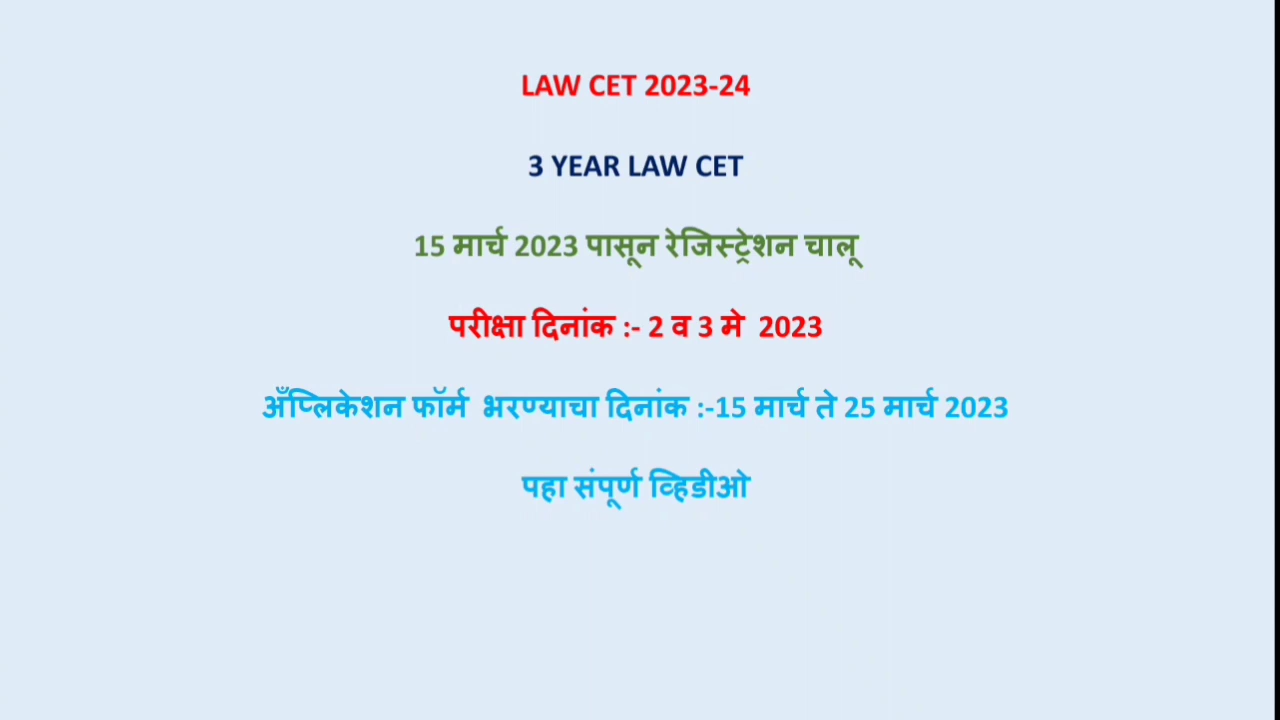 LAW CET 2023-24
3 YEAR LAW CET
15 मार्च 2023 पासून रेजिस्ट्रेशन चालू
परीक्षा दिनांक :- 2 व 3 मे 2023
अँप्लिकेशन फॉर्म भरण्याचा दिनांक :-15 मार्च ते 25 मार्च 2023
पहा संपूर्ण व्हिडीओ